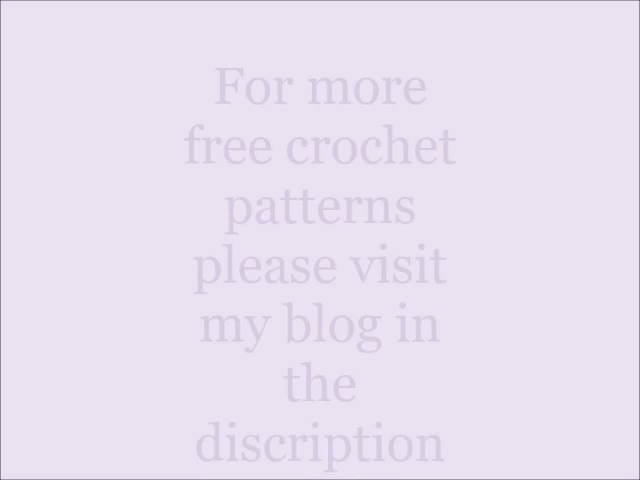 For more
free crochet
patterns
please visit
my blog in
the
discription